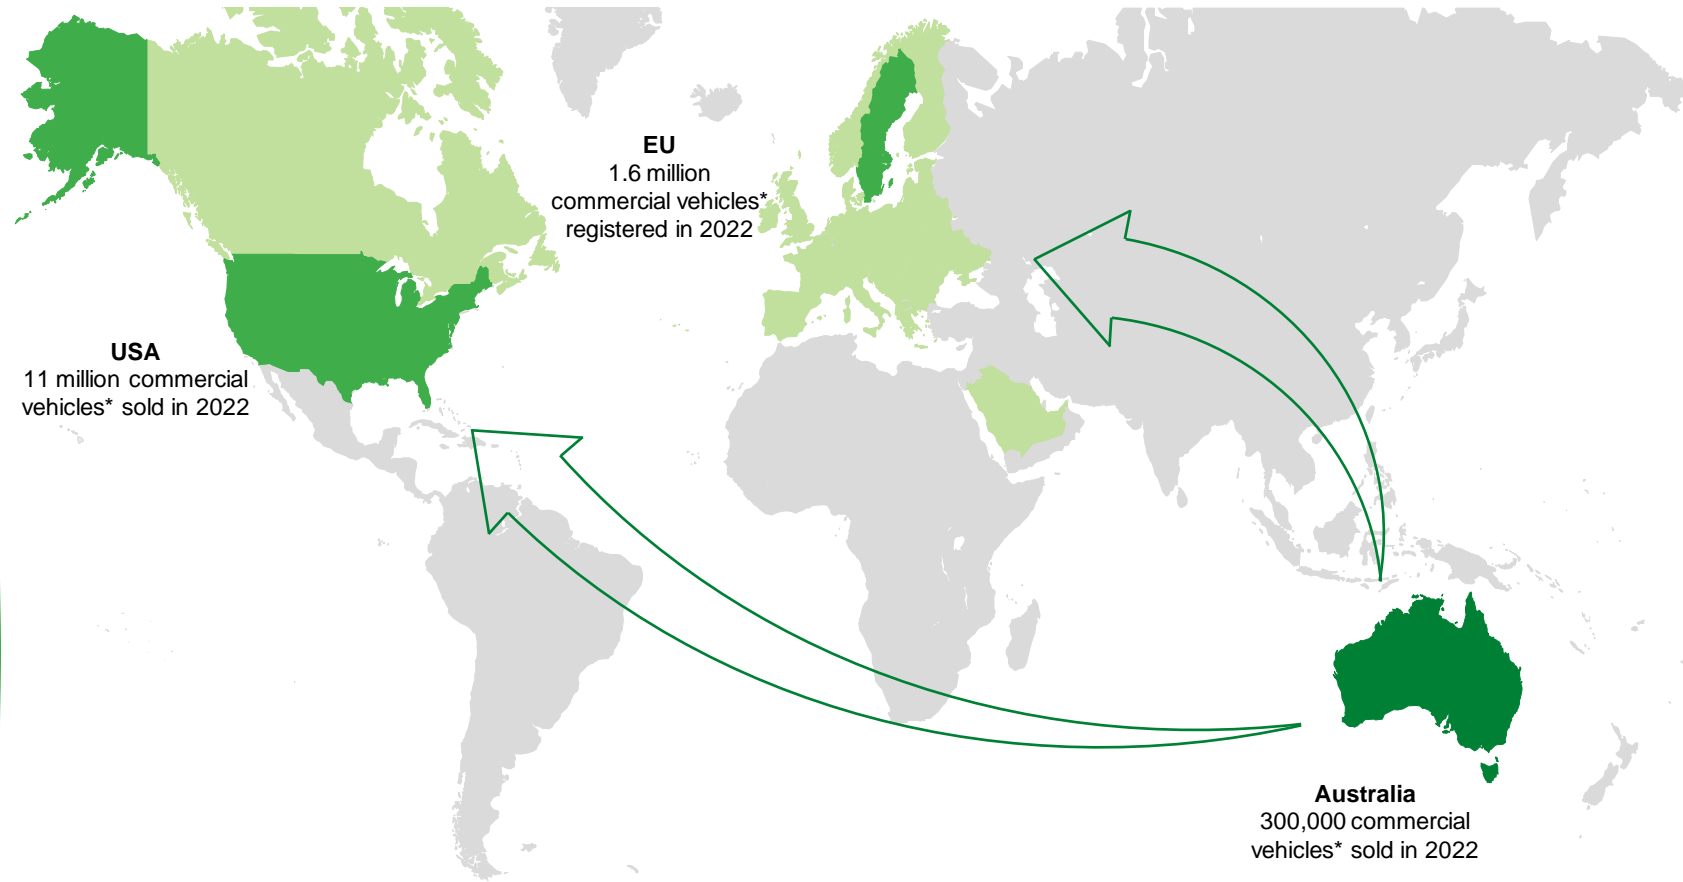 EU
1.6 million
commercial vehicles*
registered in 2022
USA
11 million commercial
vehicles* sold in 2022
Australia
300,000 commercial
vehicles* sold in 2022